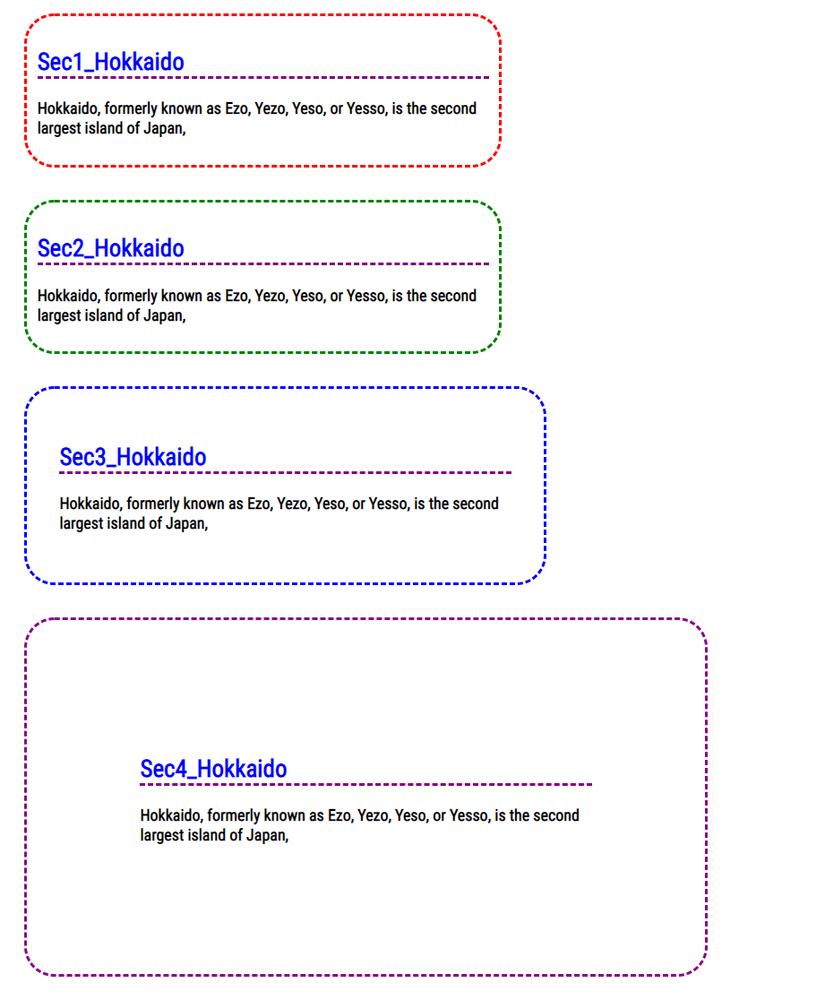 Sec1_Hokkaido
Hokkaido, formerly known as Ezo, Yezo, Yeso, or Yesso, is the second
largest island of Japan,
Sec2_Hokkaido
Hokkaido, formerly known as Ezo, Yezo, Yeso, or Yesso, is the second
largest island of Japan,
Sec3_Hokkaido
Hokkaido, formerly known as Ezo, Yezo, Yeso, or Yesso, is the second
largest island of Japan,
Sec4_Hokkaido
Hokkaido, formerly known as Ezo, Yezo, Yeso, or Yesso, is the second
largest island of Japan,